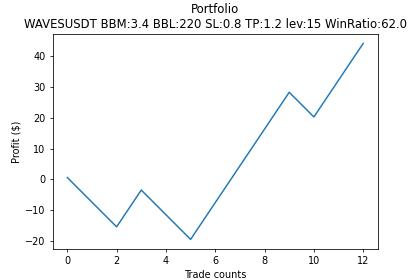 Portfolio
WAVESUSDT BBM:3.4 BBL:220 SL:0.8 TP:1.2 lev:15 WinRatio:62.0
Profit ($)
40
30
20
10
0
−10
−20
0 2 4 6 8 10 12
Trade counts